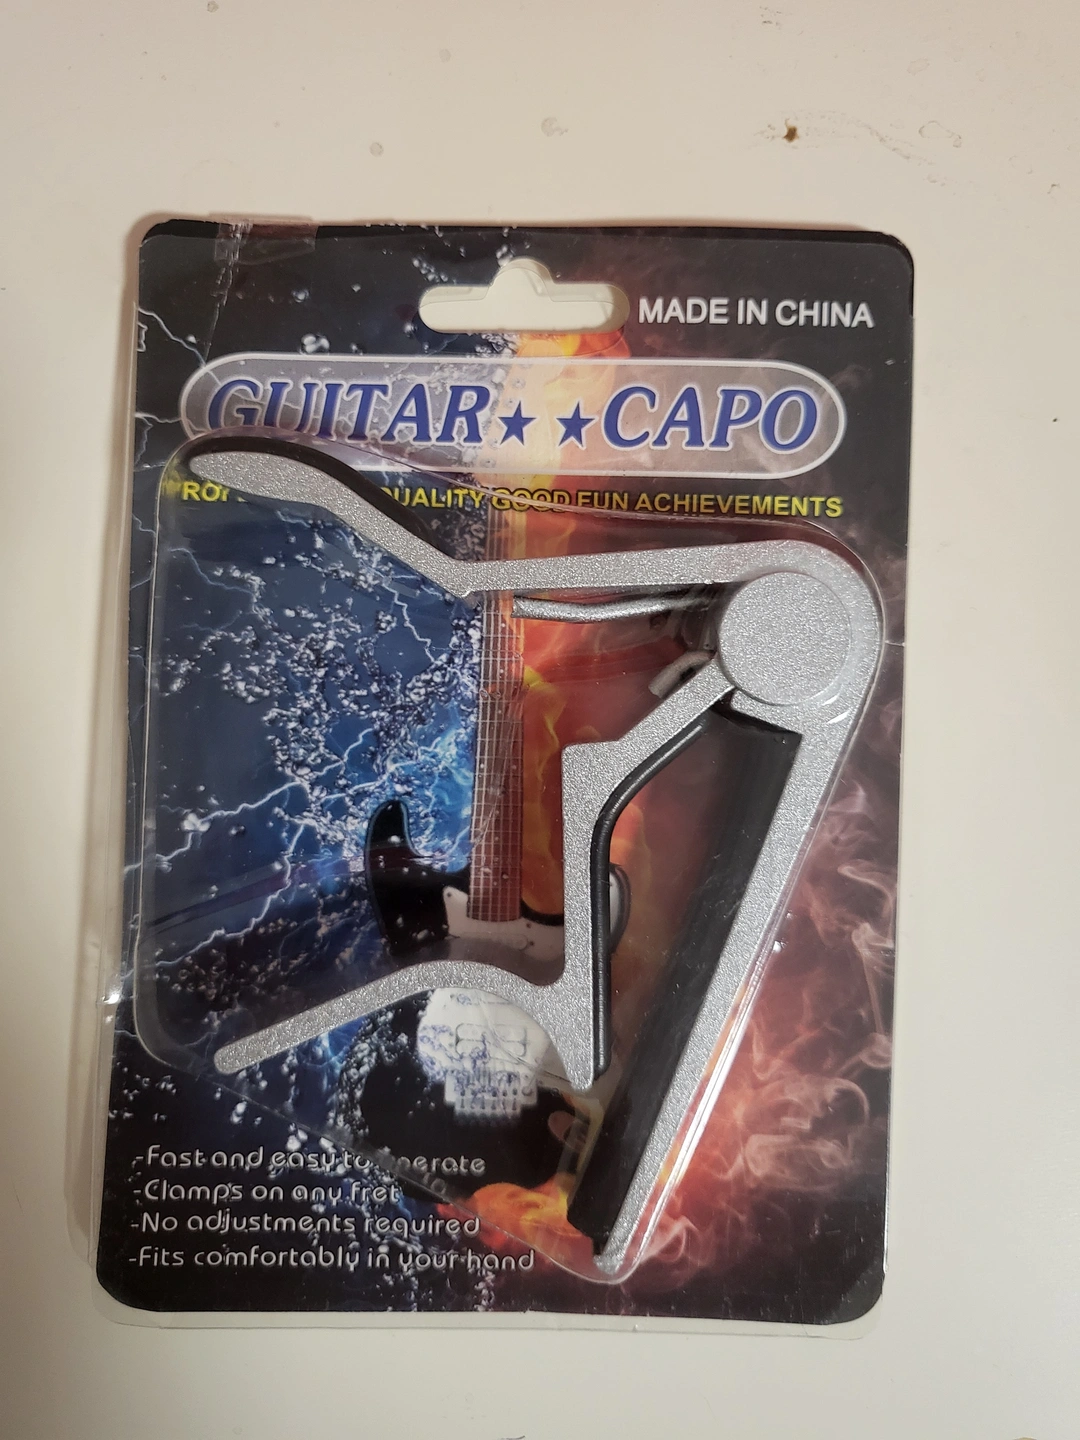 MADE IN CHINA
GUITAR★ ★CAPO
QUALITY GOOD FUN ACHIEVEMENTS
-Fast and easy to operate
-Clamps on any fret
-No adjustments required
-Fits comfortably in your hand